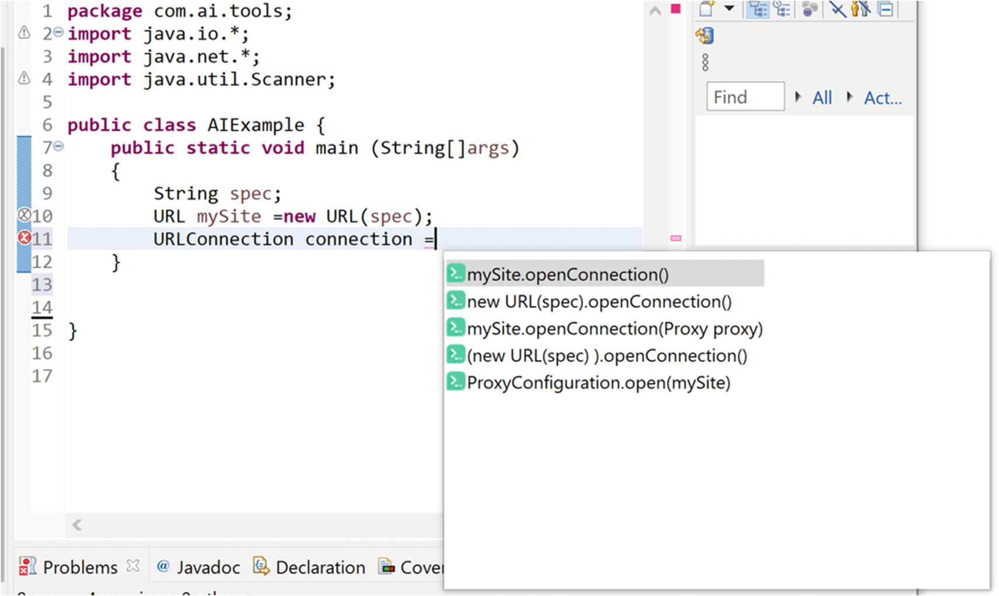 1 package com.ai.tools;
2 import java.io.*;
3 import java.net.*;
4 import java.util.Scanner;
5
6 public class AIExample {
7 public static void main (String[]args)
8 {
9 String spec;
10 URL mySite =new URL(spec);
11 URLConnection connection =
12 }
13
14
15 }
16
17
mySite.openConnection()
new URL(spec).openConnection()
mySite.openConnection(Proxy proxy)
(new URL(spec) ).openConnection()
ProxyConfiguration.open(mySite)
Find All Act...
Problems @ Javadoc Declaration Cover